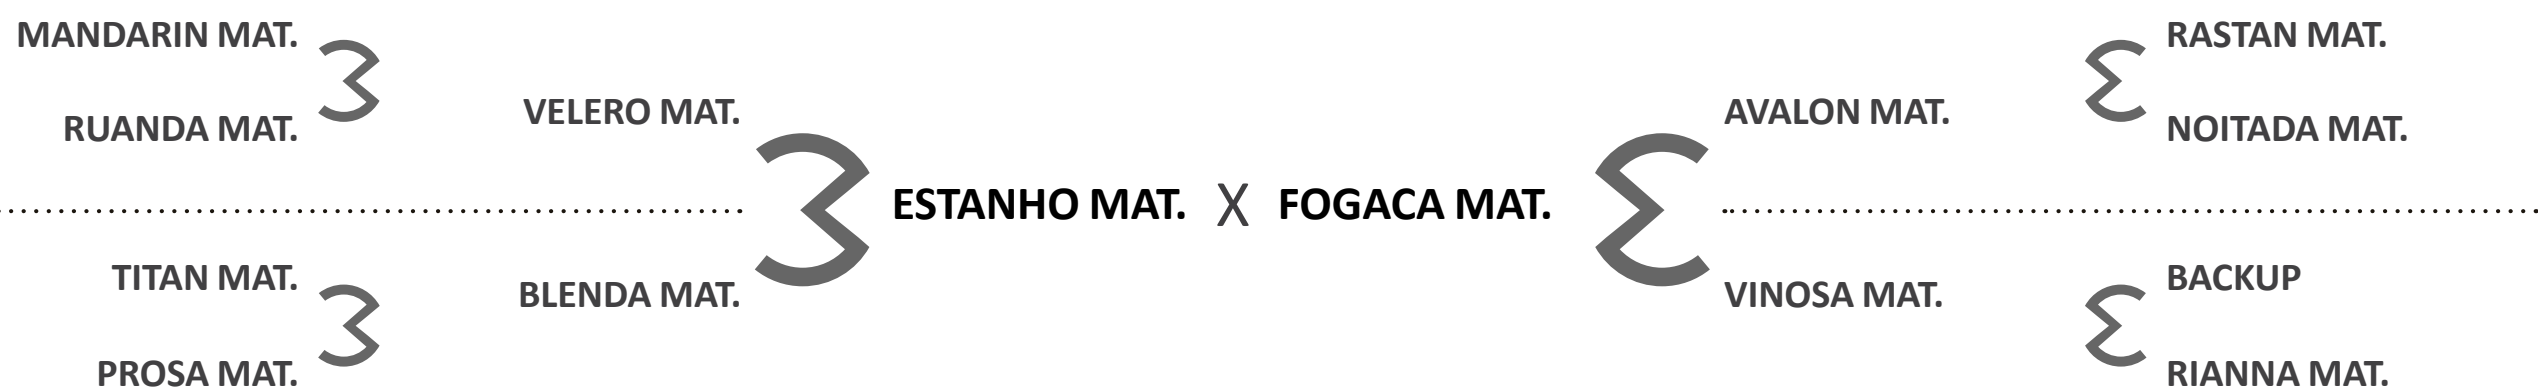 MANDARIN MAT.
RUANDA MAT.
VELERO MAT.
TITAN MAT.
PROSA MAT.
BLENDA MAT.
ESTANHO MAT. X FOGACA MAT.
AVALON MAT.
RASTAN MAT.
NOITADA MAT.
VINOSA MAT.
BACKUP
RIANNA MAT.